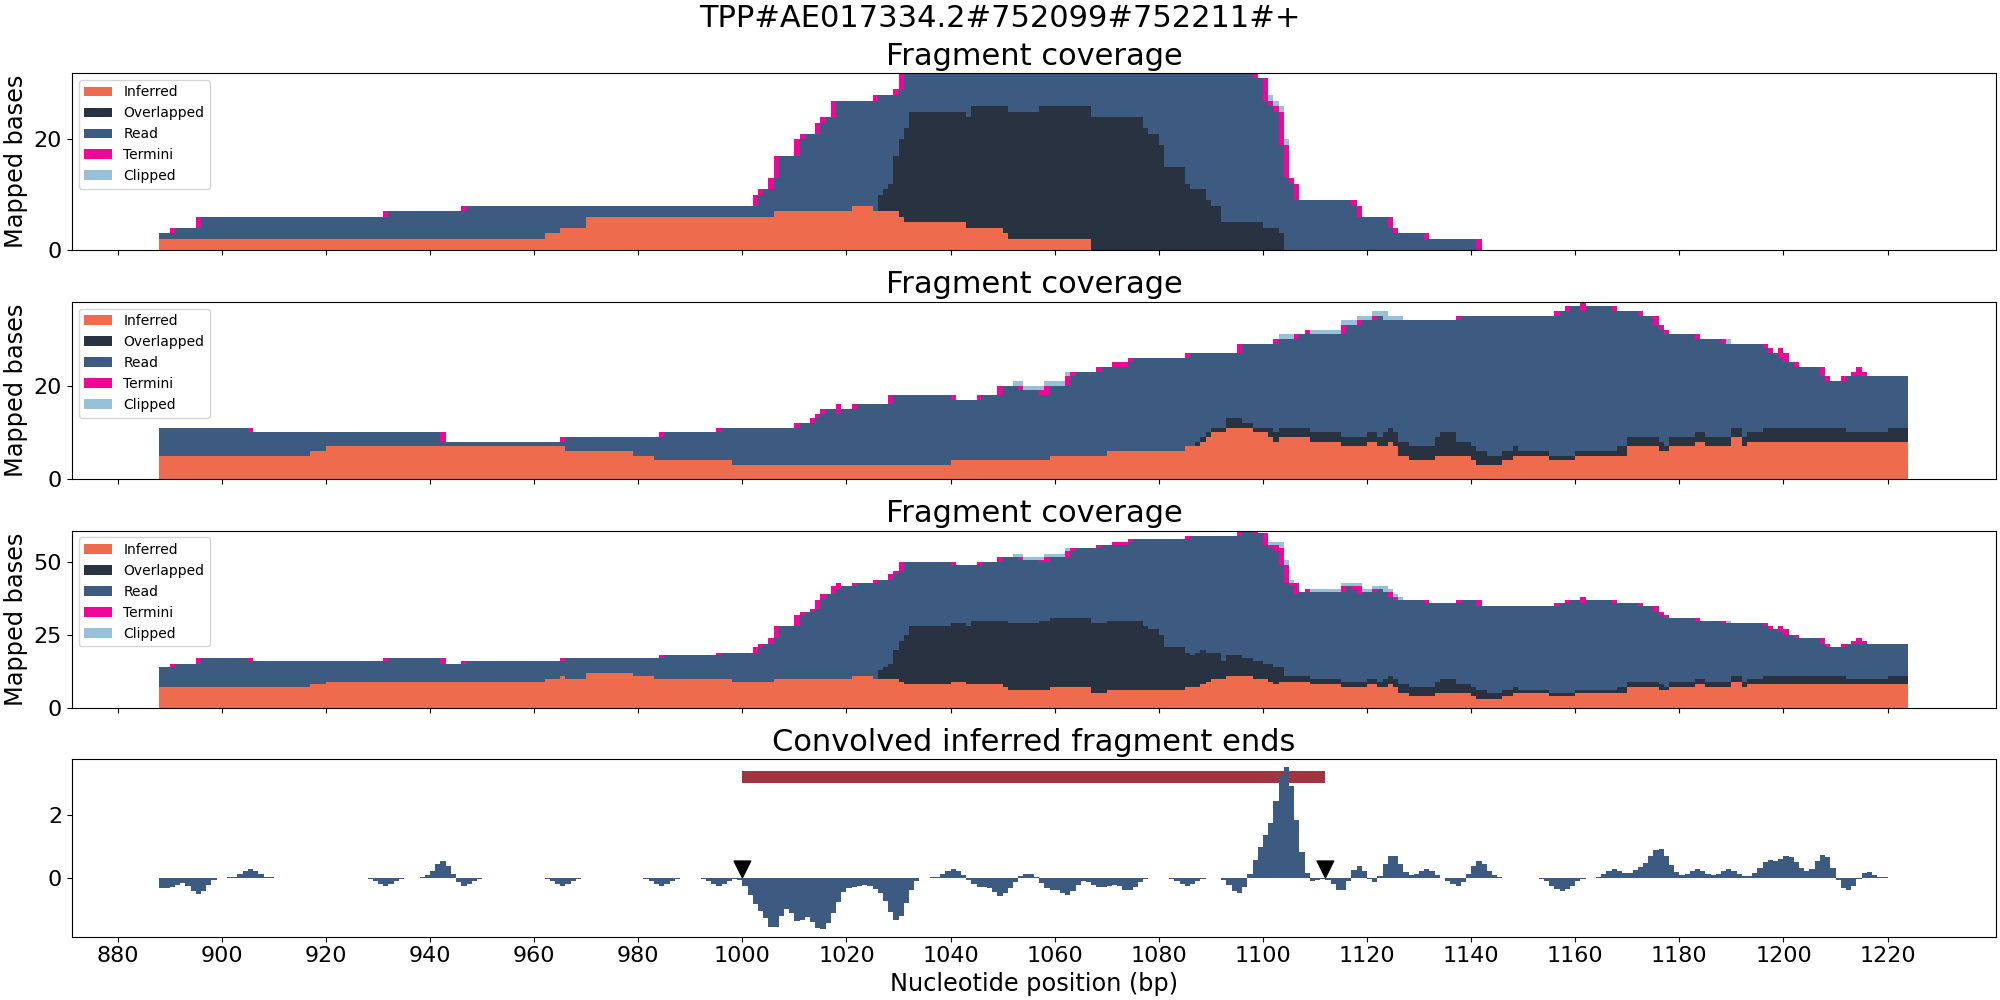 TPP#AE017334.2#752099#752211#+
Fragment coverage
Mapped bases
20
0
Inferred
Overlapped
Read
Termini
Clipped
Fragment coverage
Mapped bases
20
0
Inferred
Overlapped
Read
Termini
Clipped
Fragment coverage
Mapped bases
50
25
0
Inferred
Overlapped
Read
Termini
Clipped
Convolved inferred fragment ends
2
0
880 900 920 940 960 980 1000 1020 1040 1060 1080 1100 1120 1140 1160 1180 1200 1220
Nucleotide position (bp)